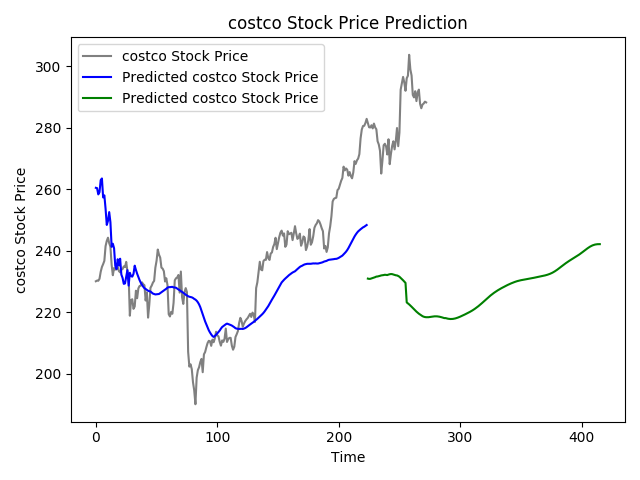 costco Stock Price Prediction
costco Stock Price
Predicted costco Stock Price
Predicted costco Stock Price
costco Stock Price
300
280
260
240
220
200
0 100 200 300 400
Time